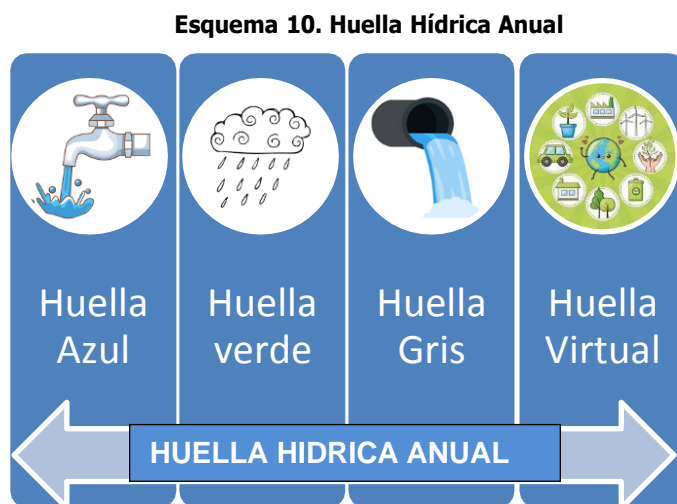 Esquema 10. Huella Hídrica Anual
Huella
Azul
Huella
verde
Huella
Gris
Huella
Virtual
HUELLA HIDRICA ANUAL